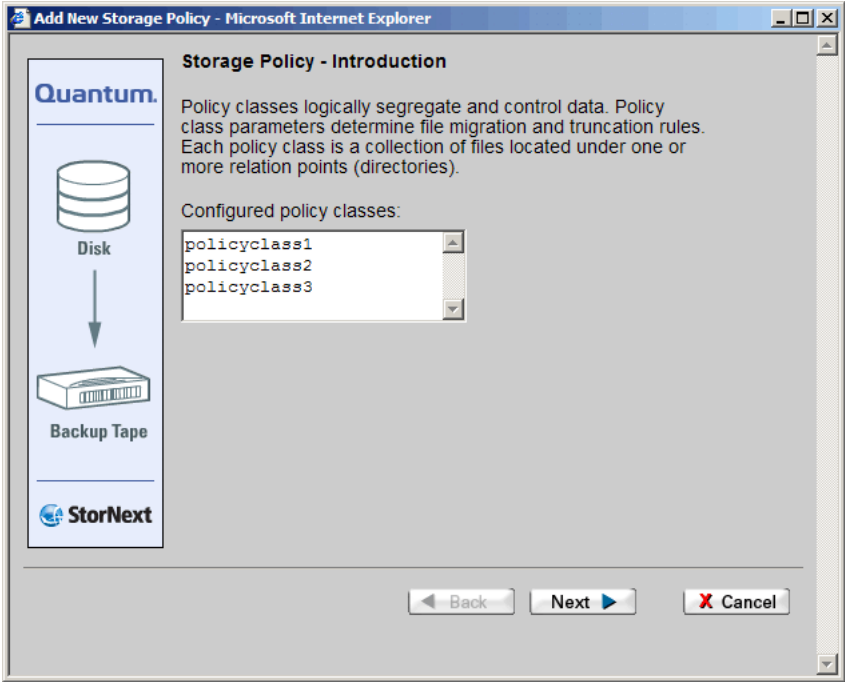 Add New Storage Policy - Microsoft Internet Explorer
Storage Policy - Introduction
Quantum.
Policy classes logically segregate and control data. Policy
class parameters determine file migration and truncation rules.
Each policy class is a collection of files located under one or
more relation points (directories).
Configured policy classes:
policyclass1
policyclass2
policyclass3
Disk
Backup Tape
StorNext
Back
Next
Cancel